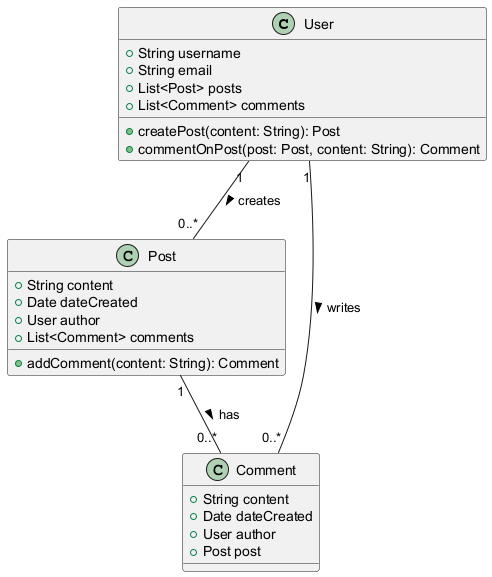 C User
String username
String email
List<Post> posts
List<Comment> comments
createPost(content: String): Post
commentOnPost(post: Post, content: String): Comment
1
1
creates
0..*
C Post
String content
Date dateCreated
User author
List<Comment> comments
addComment(content: String): Comment
writes
1
has
0..*
0..*
C Comment
String content
Date dateCreated
User author
Post post